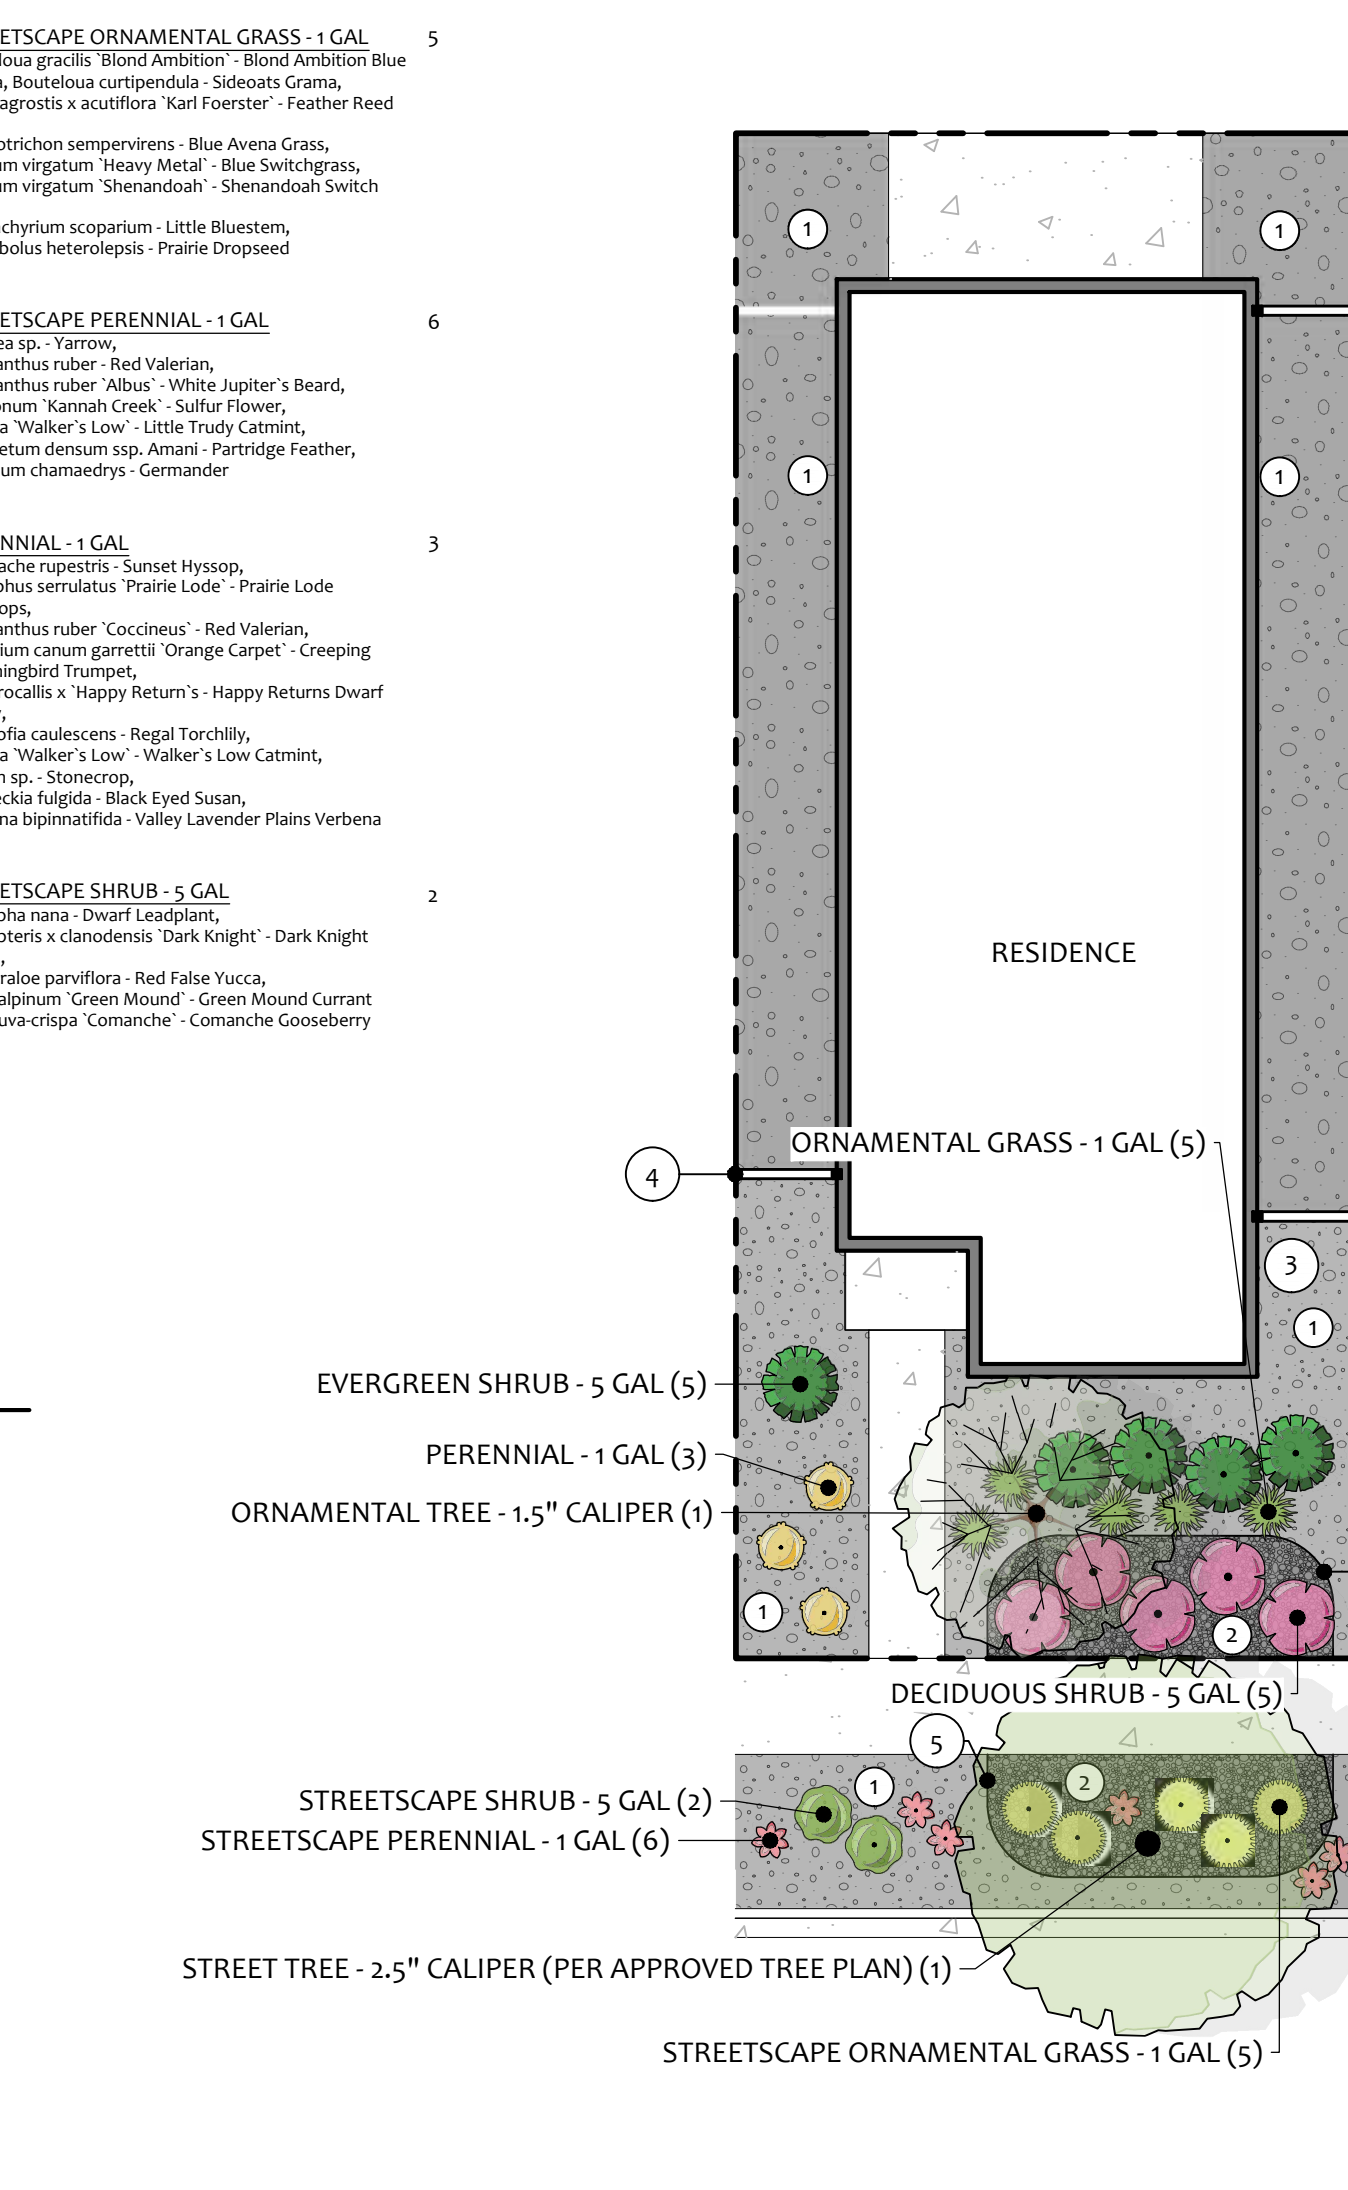 ETSCAPE ORNAMENTAL GRASS - 1 GAL 5
loua gracilis `Blond Ambition` - Blond Ambition Blue
a, Bouteloua curtipendula - Sideoats Grama,
agrostis x acutiflora `Karl Foerster` - Feather Reed
otrichon sempervirens - Blue Avena Grass,
um virgatum `Heavy Metal` - Blue Switchgrass,
um virgatum `Shenandoah` - Shenandoah Switch
achyrium scoparium - Little Bluestem,
bolus heterolepsis - Prairie Dropseed
ETSCAPE PERENNIAL - 1 GAL 6
ea sp. - Yarrow,
anthus ruber - Red Valerian,
anthus ruber `Albus` - White Jupiter`s Beard,
onum `Kannah Creek` - Sulfur Flower,
a `Walker`s Low` - Little Trudy Catmint,
etum densum ssp. Amani - Partridge Feather,
ium chamaedrys - Germander
NNIAL - 1 GAL 3
ache rupestris - Sunset Hyssop,
phus serrulatus `Prairie Lode` - Prairie Lode
ops,
anthus ruber `Coccineus` - Red Valerian,
nium canum garrettii `Orange Carpet` - Creeping
mingbird Trumpet,
rocallis x `Happy Return`s - Happy Returns Dwarf
y,
ofia caulescens - Regal Torchlily,
a `Walker`s Low` - Walker`s Low Catmint,
m sp. - Stonecrop,
eckia fulgida - Black Eyed Susan,
na bipinnatifida - Valley Lavender Plains Verbena
ETSCAPE SHRUB - 5 GAL 2
pha nana - Dwarf Leadplant,
pteris x clanodensis `Dark Knight` - Dark Knight
,
raloe parviflora - Red False Yucca,
alpinum `Green Mound` - Green Mound Currant
uva-crispa `Comanche` - Comanche Gooseberry
1
1
1
1
RESIDENCE
ORNAMENTAL GRASS - 1 GAL (5)
4
3
1
EVERGREEN SHRUB - 5 GAL (5)
PERENNIAL - 1 GAL (3)
ORNAMENTAL TREE - 1.5" CALIPER (1)
1
2
DECIDUOUS SHRUB - 5 GAL (5)
5
1
2
STREETSCAPE SHRUB - 5 GAL (2)
STREETSCAPE PERENNIAL - 1 GAL (6)
STREET TREE - 2.5" CALIPER (PER APPROVED TREE PLAN) (1)
STREETSCAPE ORNAMENTAL GRASS - 1 GAL (5)